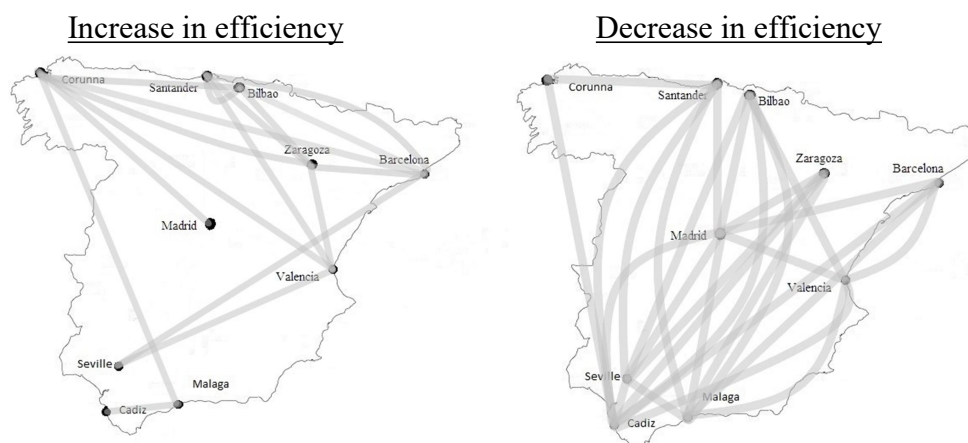 Increase in efficiency
Corunna
Santander
Bilbao
Zaragoza
Barcelona
Madrid
Valencia
Seville
Malaga
Cadiz
Decrease in efficiency
Corunna
Santander
Bilbao
Zaragoza
Barcelona
Madrid
Valencia
Seville
Malaga
Cadiz